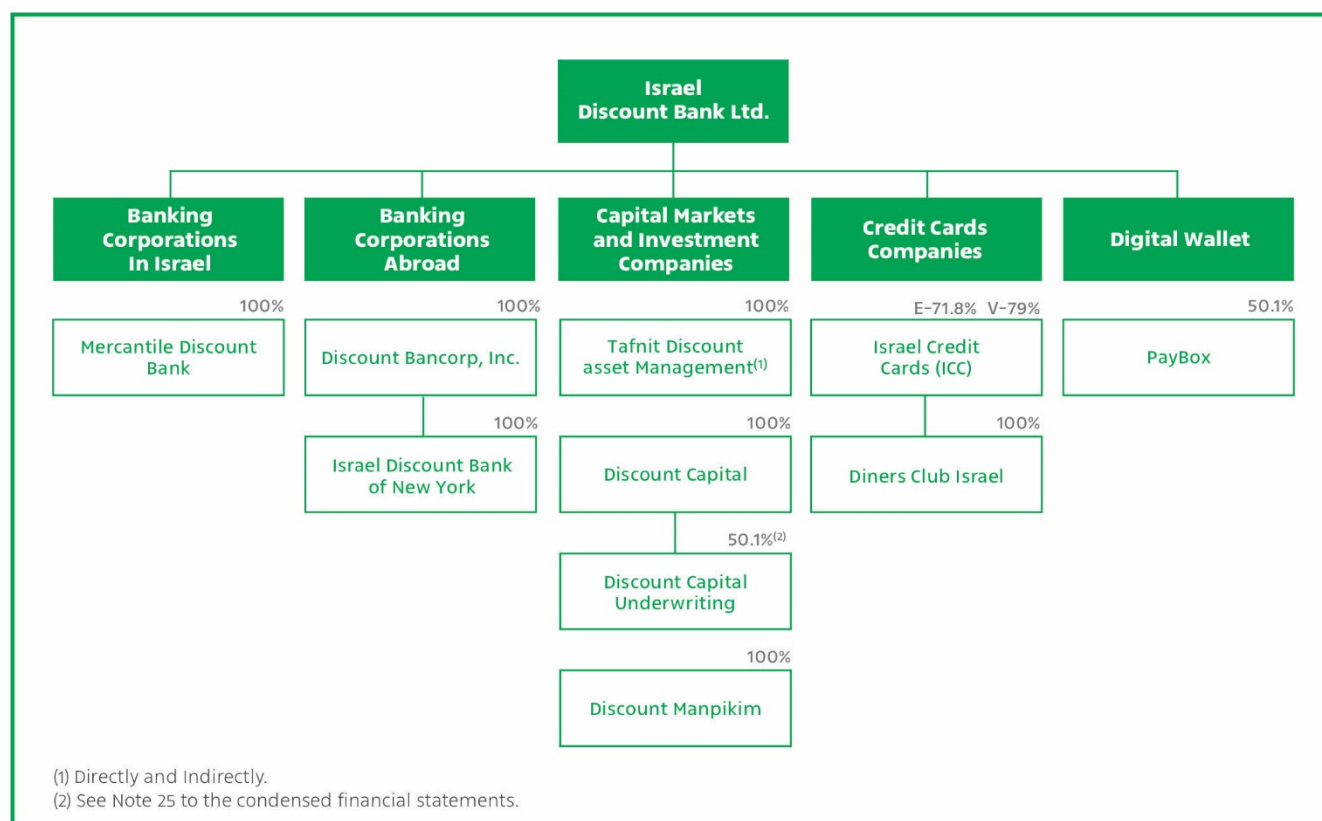 Israel
Discount Bank Ltd.
Banking
Corporations
In Israel
Banking
Corporations
Abroad
Capital Markets
and Investment
Companies
Credit Cards
Companies
Digital Wallet
100%
Mercantile Discount
Bank
100%
Discount Bancorp, Inc.
100%
Israel Discount Bank
of New York
100%
Tafnit Discount
asset Management(1)
100%
Discount Capital
50.1%(2)
Discount Capital
Underwriting
100%
Discount Manpikim
E-71.8% V-79%
Israel Credit
Cards (ICC)
100%
Diners Club Israel
50.1%
PayBox
(1) Directly and Indirectly.
(2) See Note 25 to the condensed financial statements.